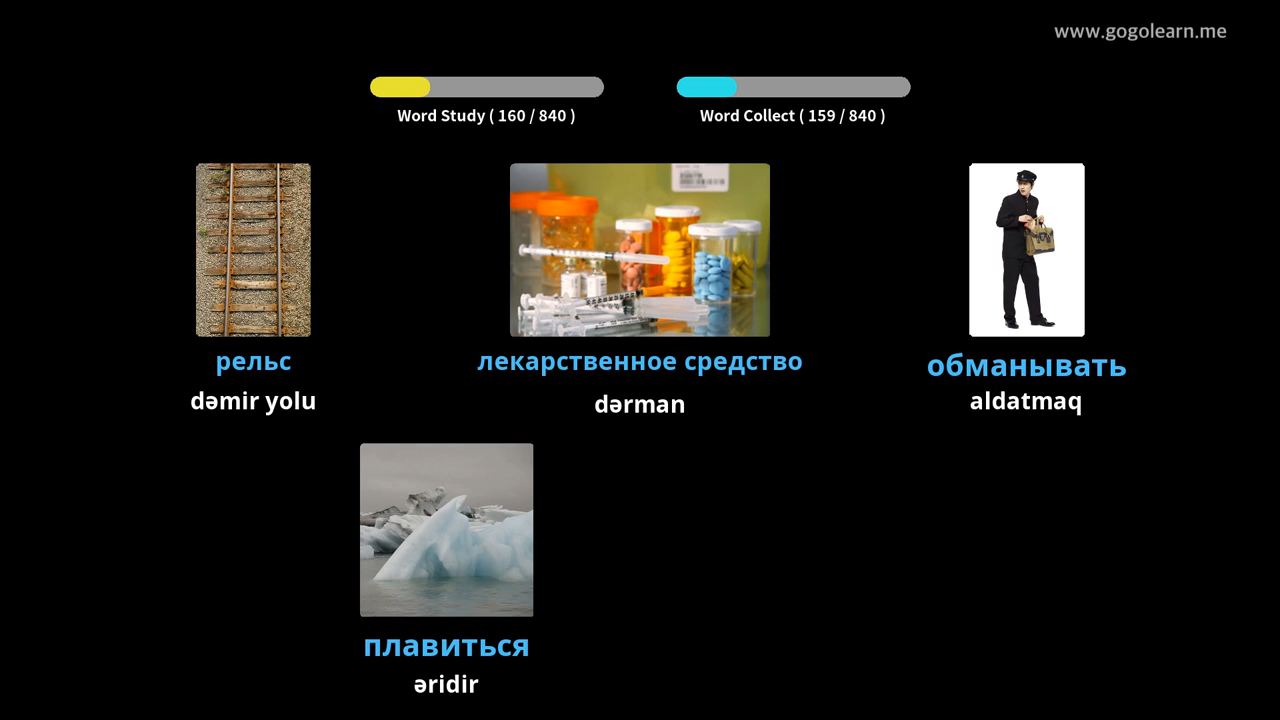 www.gogolearn.me
Word Study ( 160 / 840 )
Word Collect ( 159 / 840 )
рельс
dəmir yolu
лекарственное средство
dərman
обманывать
aldatmaq
плавиться
əridir